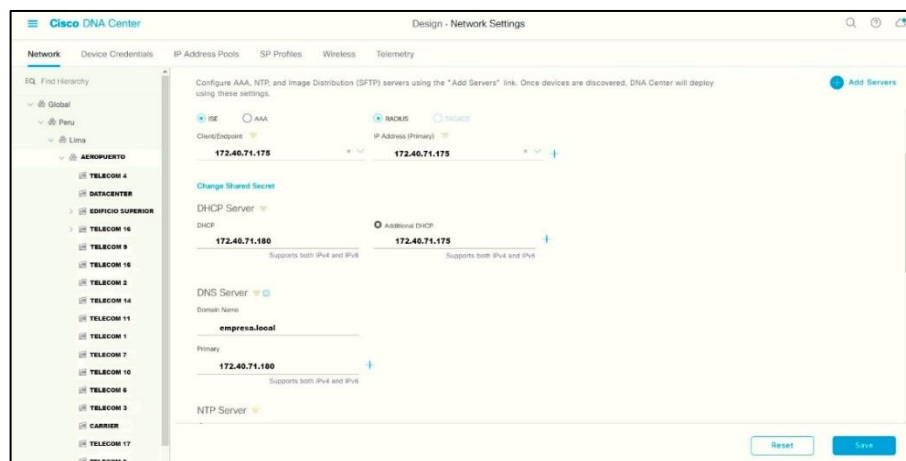 Cisco DNA Center
Design - Network Settings
Network Device Credentials IP Address Pools SP Profiles Wireless Telemetry
EQ Find Hierarchy
Global
Peru
Lima
AEROPUERTO
TELECOM 4
DATACENTER
EDIFICIO SUPERIOR
TELECOM 16
TELECOM 9
TELECOM 15
TELECOM 2
TELECOM 14
TELECOM 11
TELECOM 1
TELECOM 7
TELECOM 10
TELECOM 6
TELECOM 3
CARRIER
TELECOM 17
Configure AAA, NTP, and Image Distribution (SFTP) servers using the "Add Servers" link. Once devices are discovered, DNA Center will deploy
using these settings.
Add Servers
ISE AAA RADIUS TACACS
Client/Endpoint IP Address (Primary)
172.40.71.175 172.40.71.175
Change Shared Secret
DHCP Server
DHCP Additional DHCP
172.40.71.180 172.40.71.175
Supports both IPv4 and IPv6 Supports both IPv4 and IPv6
DNS Server
Domain Name
empresa.local
Primary
172.40.71.180
Supports both IPv4 and IPv6
NTP Server
Reset Save